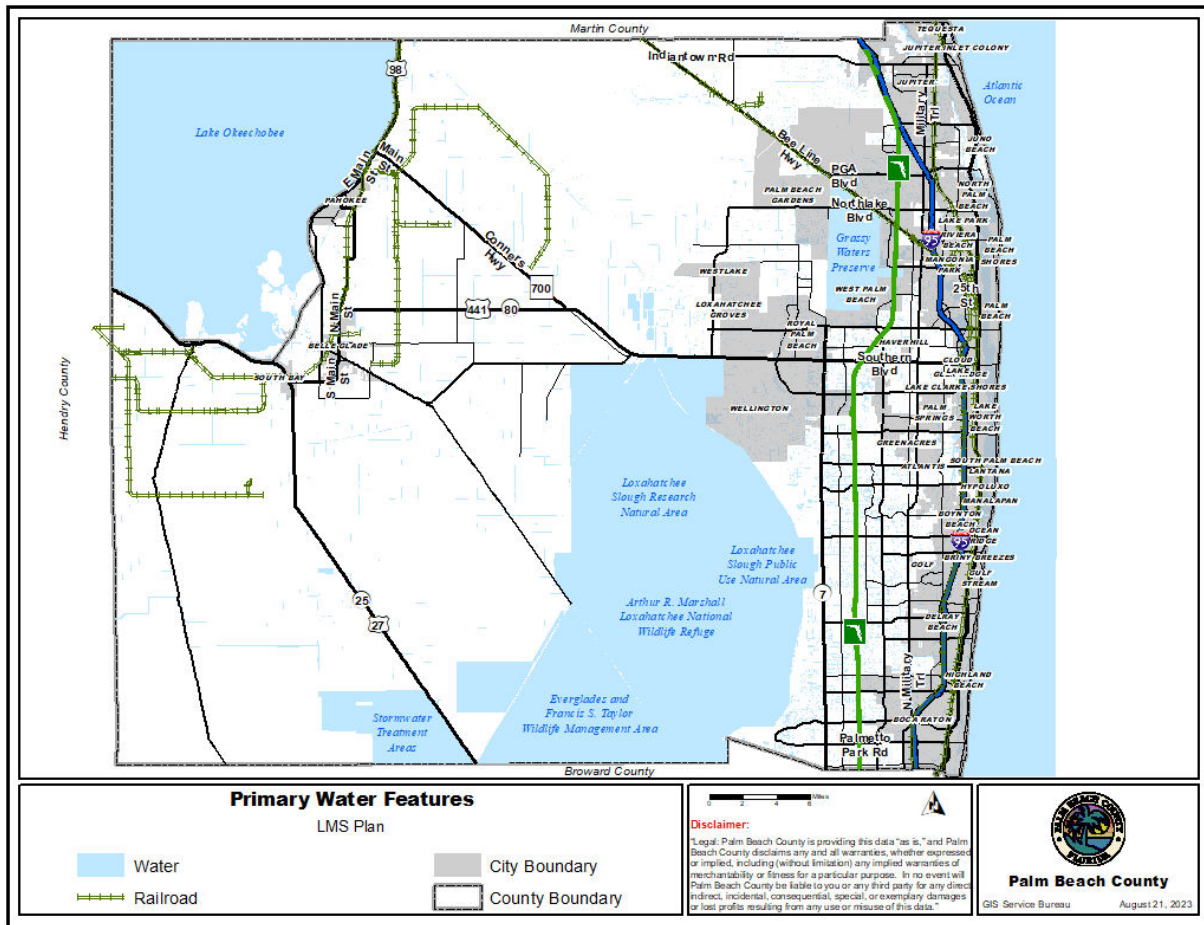 Martin County
TEQUESTA
JUPITER INLET COLONY
Indiantown Rd
98
JUPITER
Military
Trl
Atlantic
Ocean
Lake Okeechobee
JUNO
BEACH
Main
St
E Main
St
Bee Line
Hwy
PGA
Blvd
PAHOKEE
PALM BEACH
GARDENS
Northlake
Blvd
NORTH
PALM
BEACH
LAKE PARK
95
RIVIERA
BEACH
PALM
BEACH
SHORES
Grassy
Waters
Preserve
MANGONIA
PARK
Conners
Hwy
700
WESTLAKE
WEST PALM
BEACH
25th
St
LOXAHATCHEE
GROVES
441
80
N Main
St
PALM
BEACH
ROYAL
PALM
BEACH
HAVERHILL
BELLE GLADE
Southern
Blvd
CLOUD
LAKE
GLEN RIDGE
SOUTH BAY
S Main
St
LAKE CLARKE SHORES
Hendry County
WELLINGTON
PALM
SPRINGS
LAKE
WORTH
BEACH
GREENACRES
ATLANTIS
SOUTH PALM BEACH
LANTANA
HYPOLUXO
MANALAPAN
Loxahatchee
Slough Research
Natural Area
BOYNTON
BEACH
OCEAN
RIDGE
95
BRINY BREEZES
Loxahatchee
Slough Public
Use Natural Area
GOLF
GULF
STREAM
7
25
27
Arthur R. Marshall
Loxahatchee National
Wildlife Refuge
DELRAY
BEACH
N Military
Trl
HIGHLAND
BEACH
Everglades and
Francis S. Taylor
Wildlife Management Area
Stormwater
Treatment
Areas
BOCA RATON
Palmetto
Park Rd
Broward County
Primary Water Features
LMS Plan
Water
Railroad
City Boundary
County Boundary
0 2 4 6 Miles
N
Disclaimer:
"Legal: Palm Beach County is providing this data "as is," and Palm
Beach County disclaims any and all warranties, whether expressed
or implied, including (without limitation) any implied warranties of
merchantability or fitness for a particular purpose. In no event will
Palm Beach County be liable to you or any third party for any direct
indirect, incidental, consequential, special, or exemplary damages
or lost profits resulting from any use or misuse of this data."
PALM BEACH COUNTY
FLORIDA
Palm Beach County
GIS Service Bureau
August 21, 2023